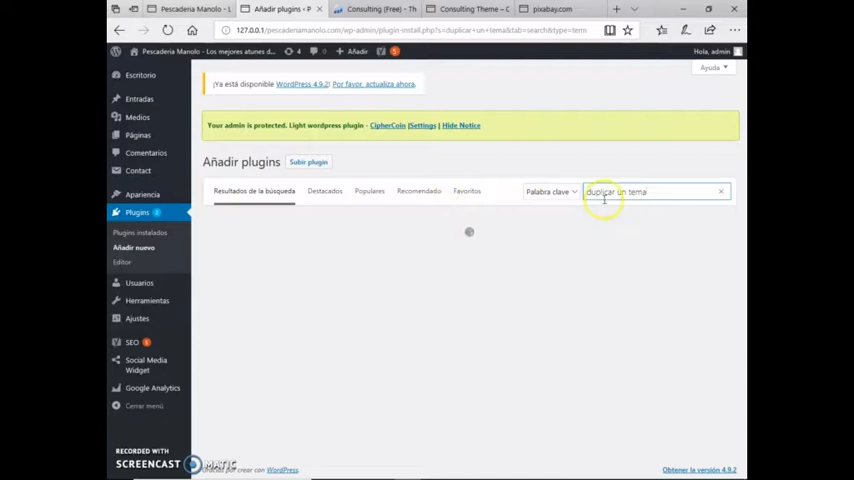 Pescaderia Manolo - L
Añadir plugins ‹ P
Consulting (Free) - Th
Consulting Theme – C
pixabay.com
127.0.0.1/pescaderiamanolo.com/wp-admin/plugin-install.php?s=duplicar+un+tema&tab=search&type=term
Pescaderia Manolo - Los mejores atunes d...
4
0
Añadir
5
Hola, admin
Ayuda
Escritorio
Entradas
Medios
Páginas
Comentarios
Contact
Apariencia
Plugins 2
Plugins instalados
Añadir nuevo
Editor
Usuarios
Herramientas
Ajustes
SEO 5
Social Media
Widget
Google Analytics
Cerrar menú
¡Ya está disponible WordPress 4.9.2! Por favor, actualiza ahora.
Your admin is protected. Light wordpress plugin - CipherCoin |Settings | Hide Notice
Añadir plugins
Subir plugin
Resultados de la búsqueda
Destacados
Populares
Recomendado
Favoritos
Palabra clave
duplicar un tema
RECORDED WITH
SCREENCAST MATIC
Gracias por crear con WordPress.
Obtener la versión 4.9.2